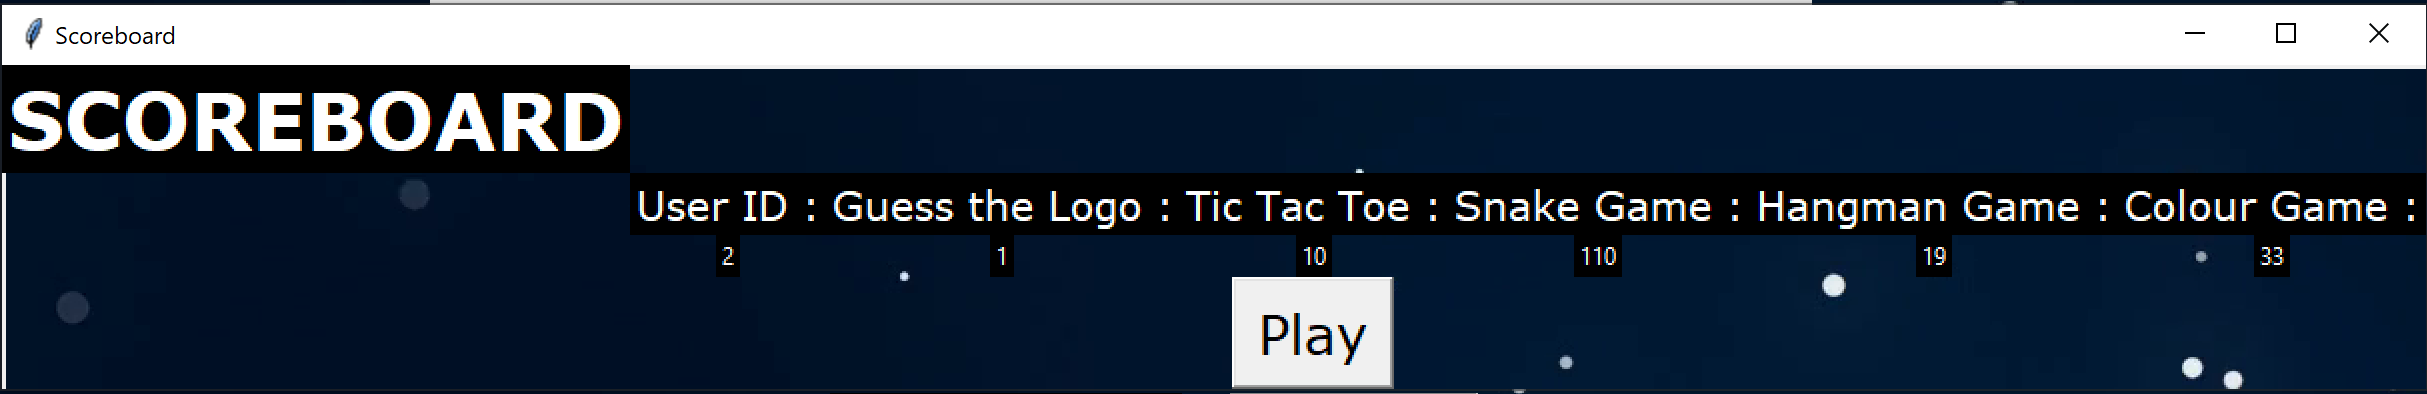 Scoreboard
SCOREBOARD
User ID : Guess the Logo : Tic Tac Toe : Snake Game : Hangman Game : Colour Game :
2 1 10 110 19 33
Play